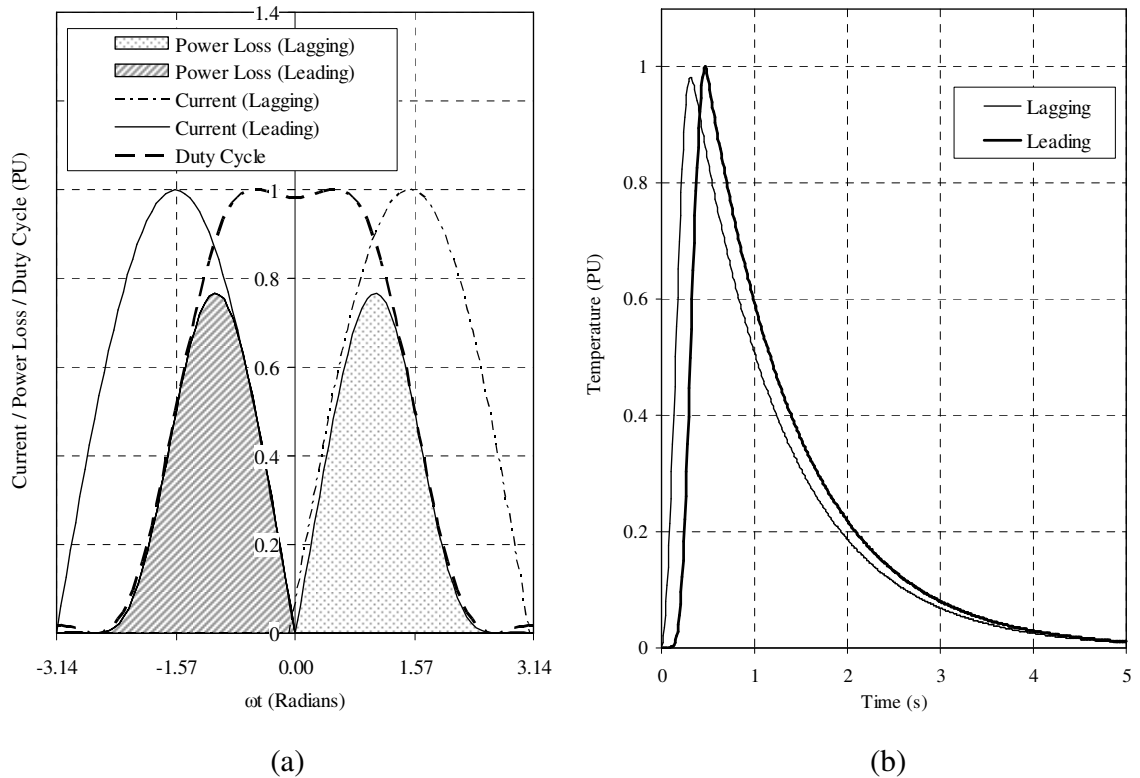 1.4
Power Loss (Lagging)
Power Loss (Leading)
Current (Lagging)
Current (Leading)
Duty Cycle
Current / Power Loss / Duty Cycle (PU)
1
0.8
0.6
0.4
0.2
0
-3.14
-1.57
0.00
1.57
3.14
ωt (Radians)
(a)
Temperature (PU)
1
0.8
0.6
0.4
0.2
0
Lagging
Leading
0
1
2
3
4
5
Time (s)
(b)